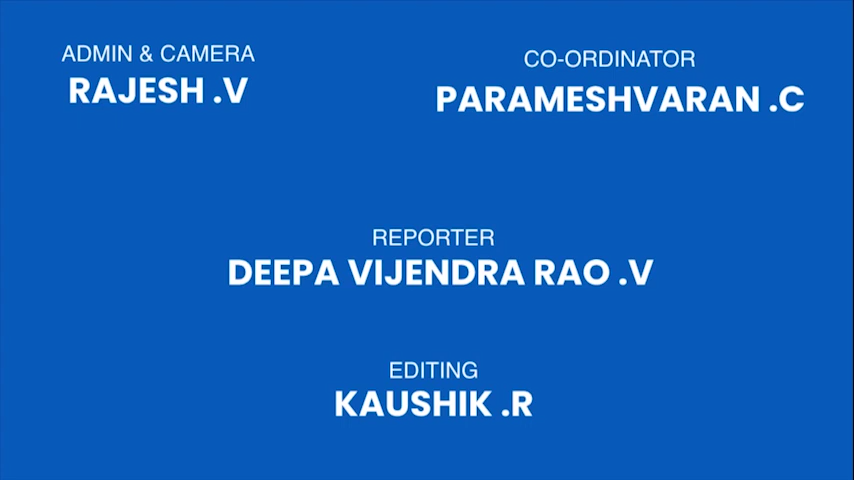 ADMIN & CAMERA
RAJESH .V
CO-ORDINATOR
PARAMESHVARAN .C
REPORTER
DEEPA VIJENDRA RAO .V
EDITING
KAUSHIK .R